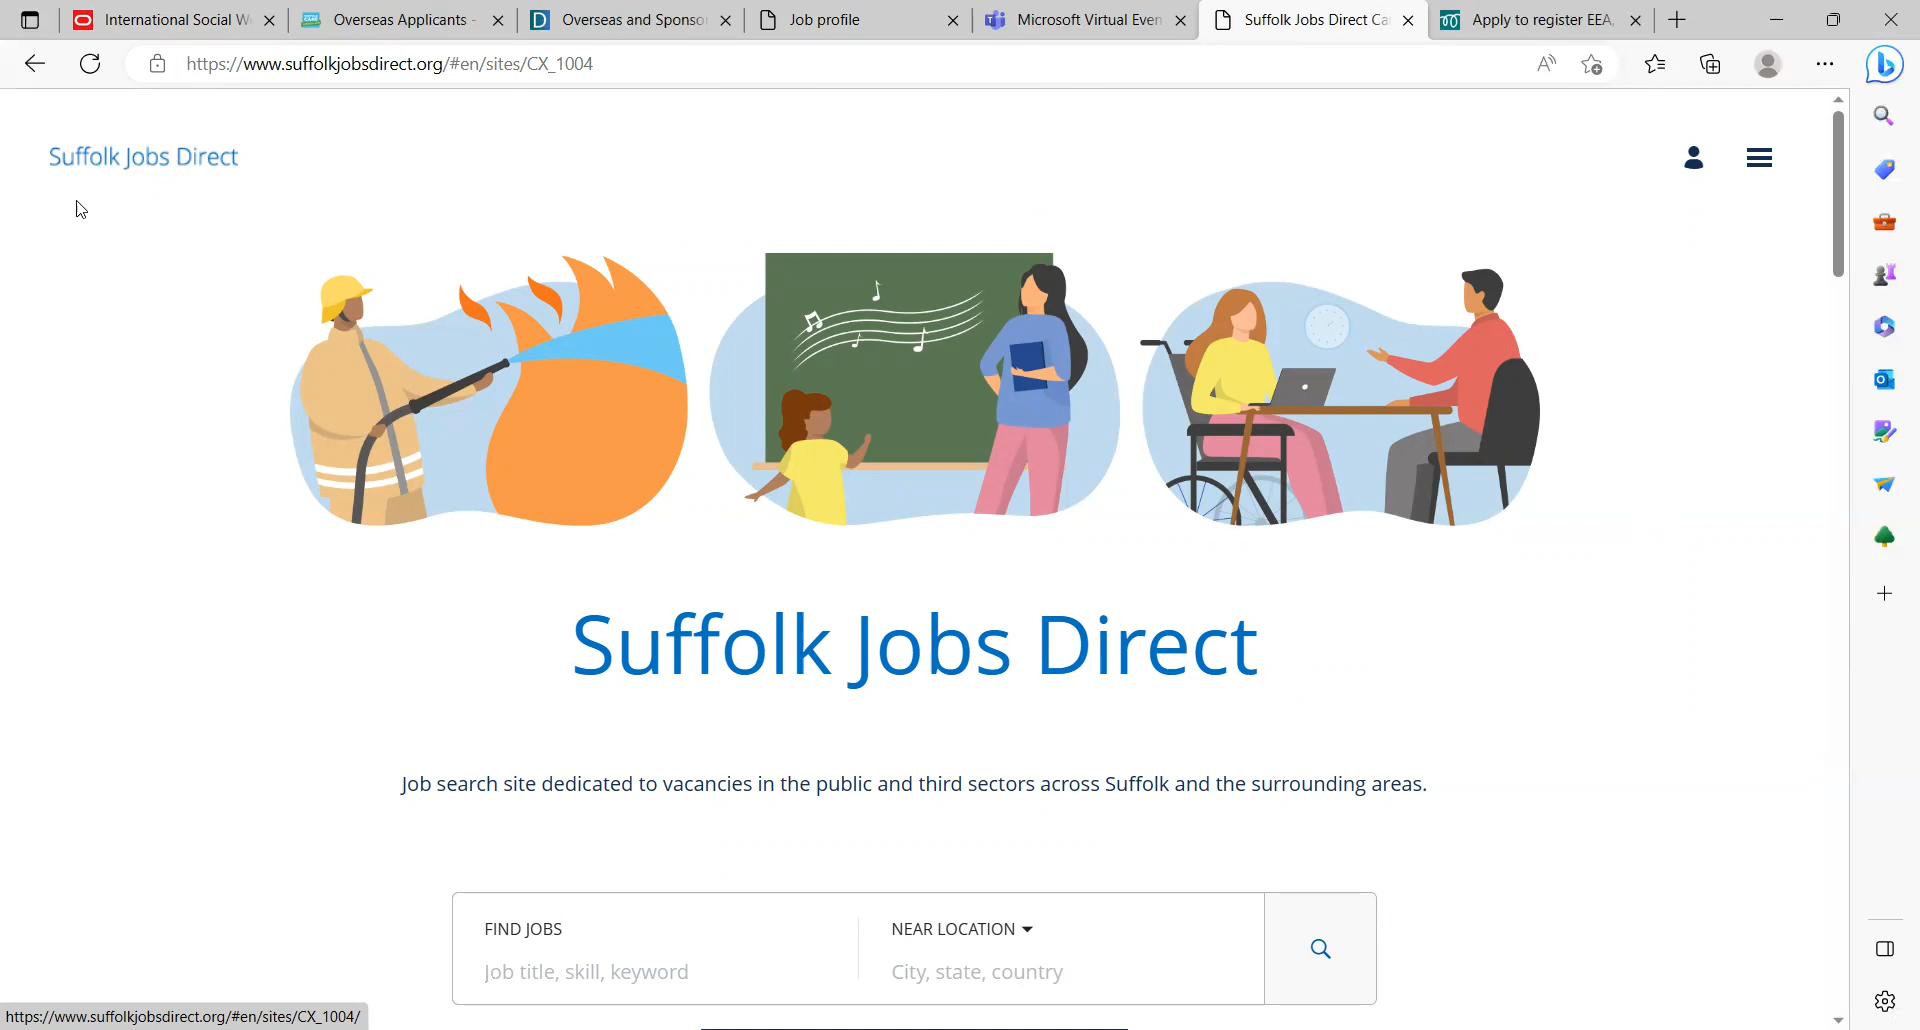 International Social W
Overseas Applicants -
Overseas and Sponso
Job profile
Microsoft Virtual Even
Suffolk Jobs Direct Ca
Apply to register EEA,
https://www.suffolkjobsdirect.org/#en/sites/CX_1004
Suffolk Jobs Direct
Suffolk Jobs Direct
Job search site dedicated to vacancies in the public and third sectors across Suffolk and the surrounding areas.
FIND JOBS
NEAR LOCATION
Job title, skill, keyword
City, state, country
https://www.suffolkjobsdirect.org/#en/sites/CX_1004/